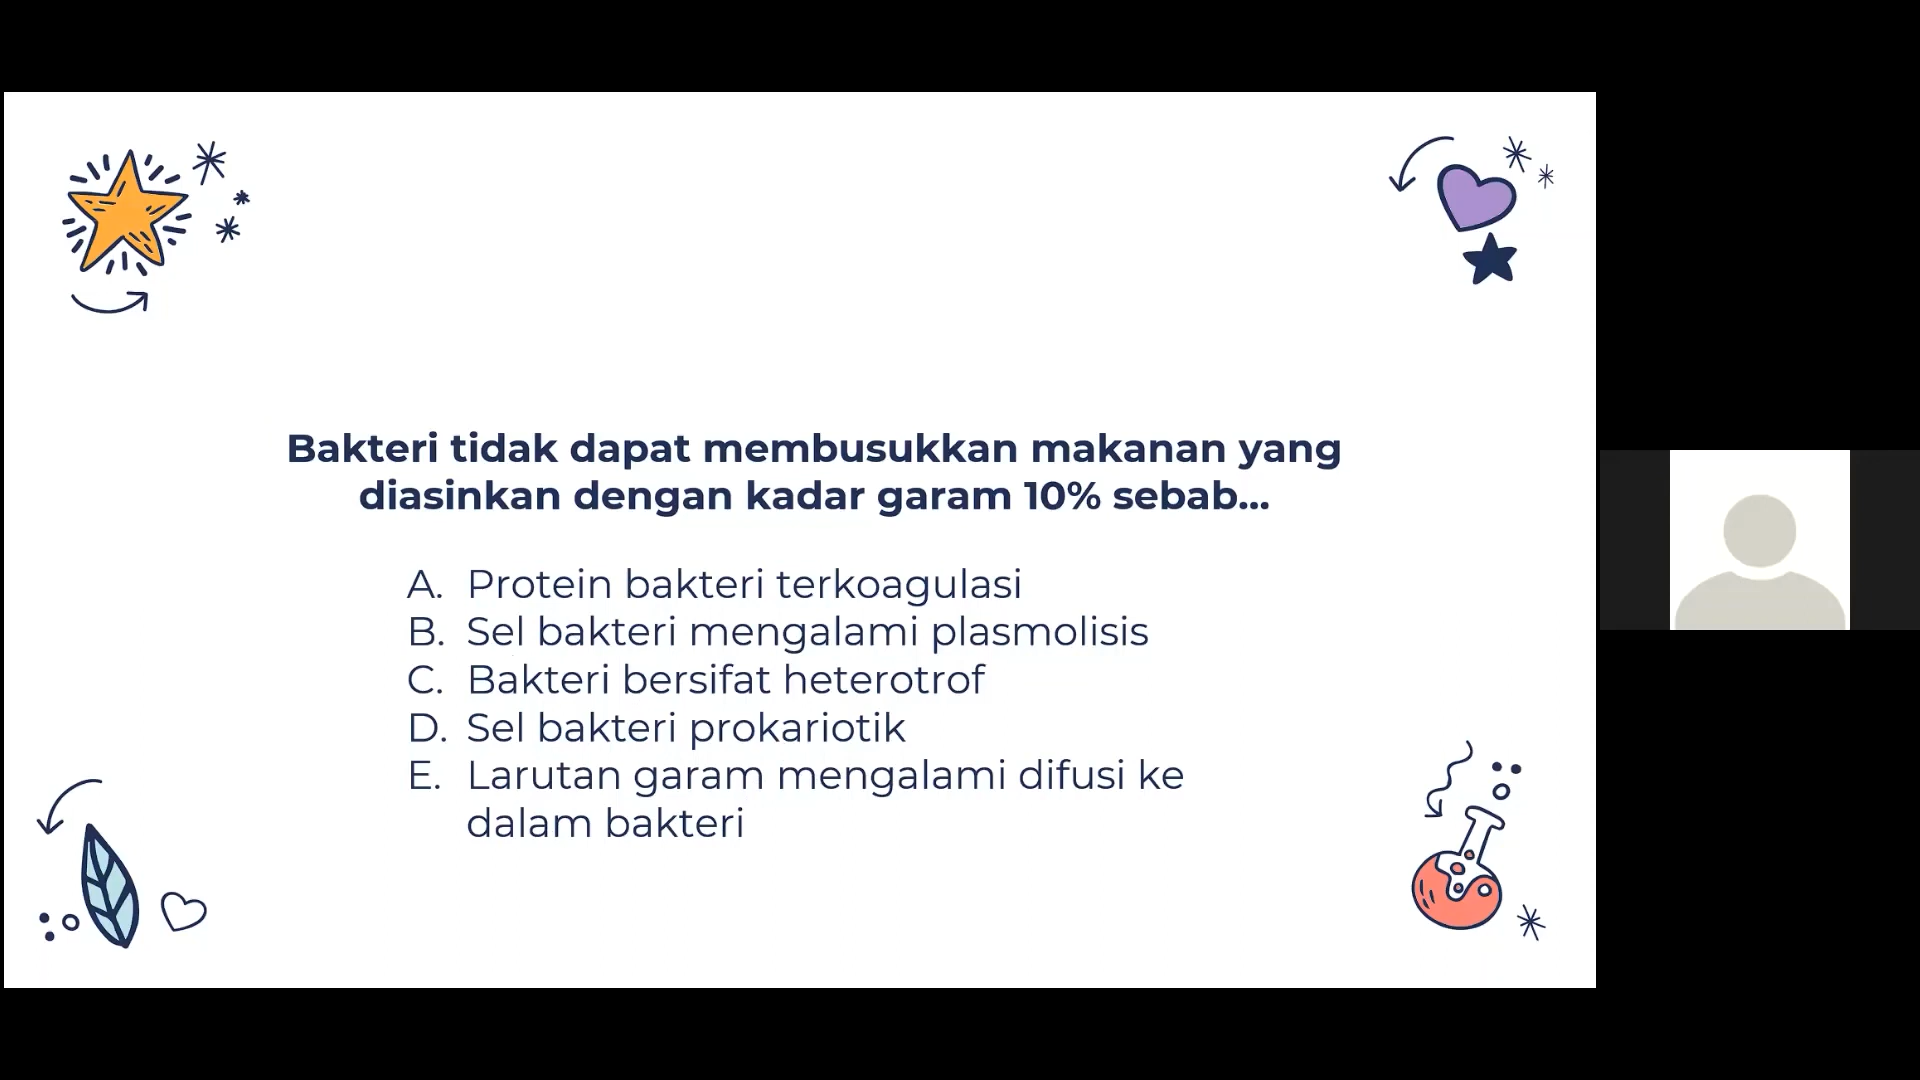 Bakteri tidak dapat membusukkan makanan yang
diasinkan dengan kadar garam 10% sebab...
A. Protein bakteri terkoagulasi
B. Sel bakteri mengalami plasmolisis
C. Bakteri bersifat heterotrof
D. Sel bakteri prokariotik
E. Larutan garam mengalami difusi ke
dalam bakteri